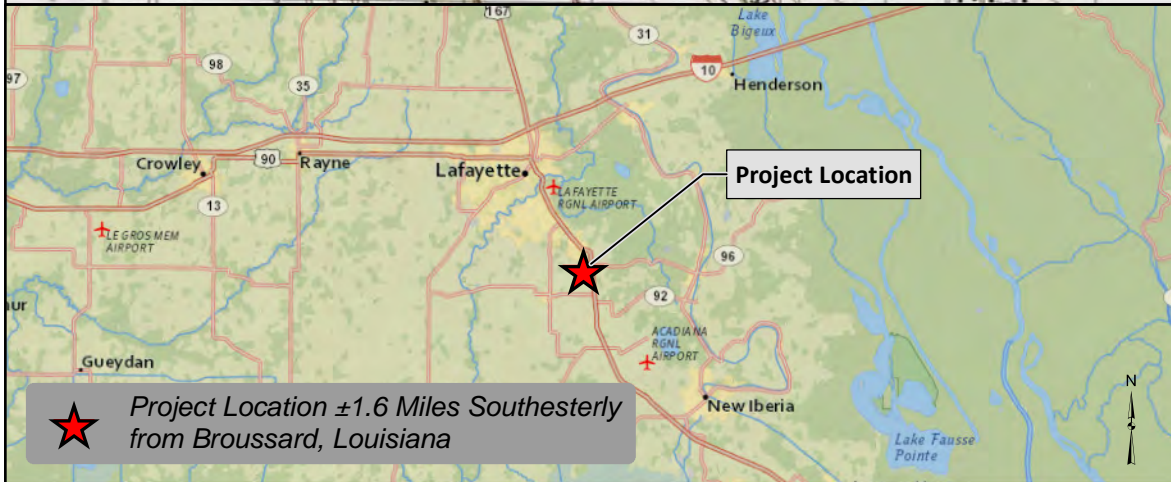 167
Lake
Bigeux
31
98
97
10
Henderson
35
Crowley
90
Rayne
Lafayette
Project Location
LAFAYETTE
RGNL AIRPORT
13
LE GROS MEM
AIRPORT
96
92
ur
ACADIANA
RGNL
AIRPORT
Gueydan
N
New Iberia
Project Location ±1.6 Miles Southesterly
from Broussard, Louisiana
Lake Fausse
Pointe